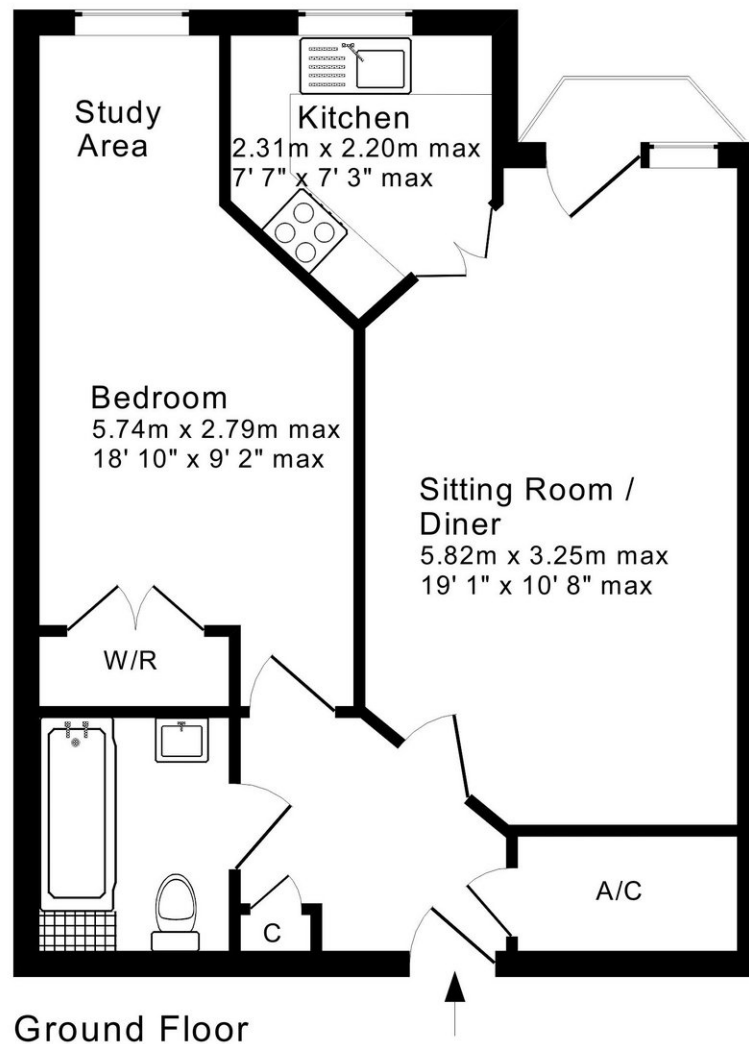 Study
Area
Kitchen
2.31m x 2.20m max
7' 7" x 7' 3" max
Bedroom
5.74m x 2.79m max
18' 10" x 9' 2" max
Sitting Room /
Diner
5.82m x 3.25m max
19' 1" x 10' 8" max
W/R
A/C
C
Ground Floor